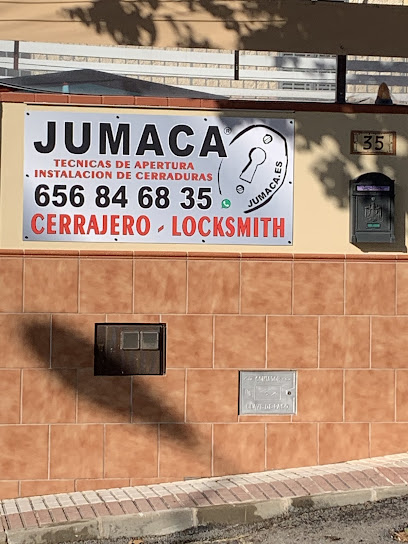 JUMACA®
TECNICAS DE APERTURA
INSTALACION DE CERRADURAS
656 84 68 35
JUMACA.ES
CERRAJERO - LOCKSMITH
35